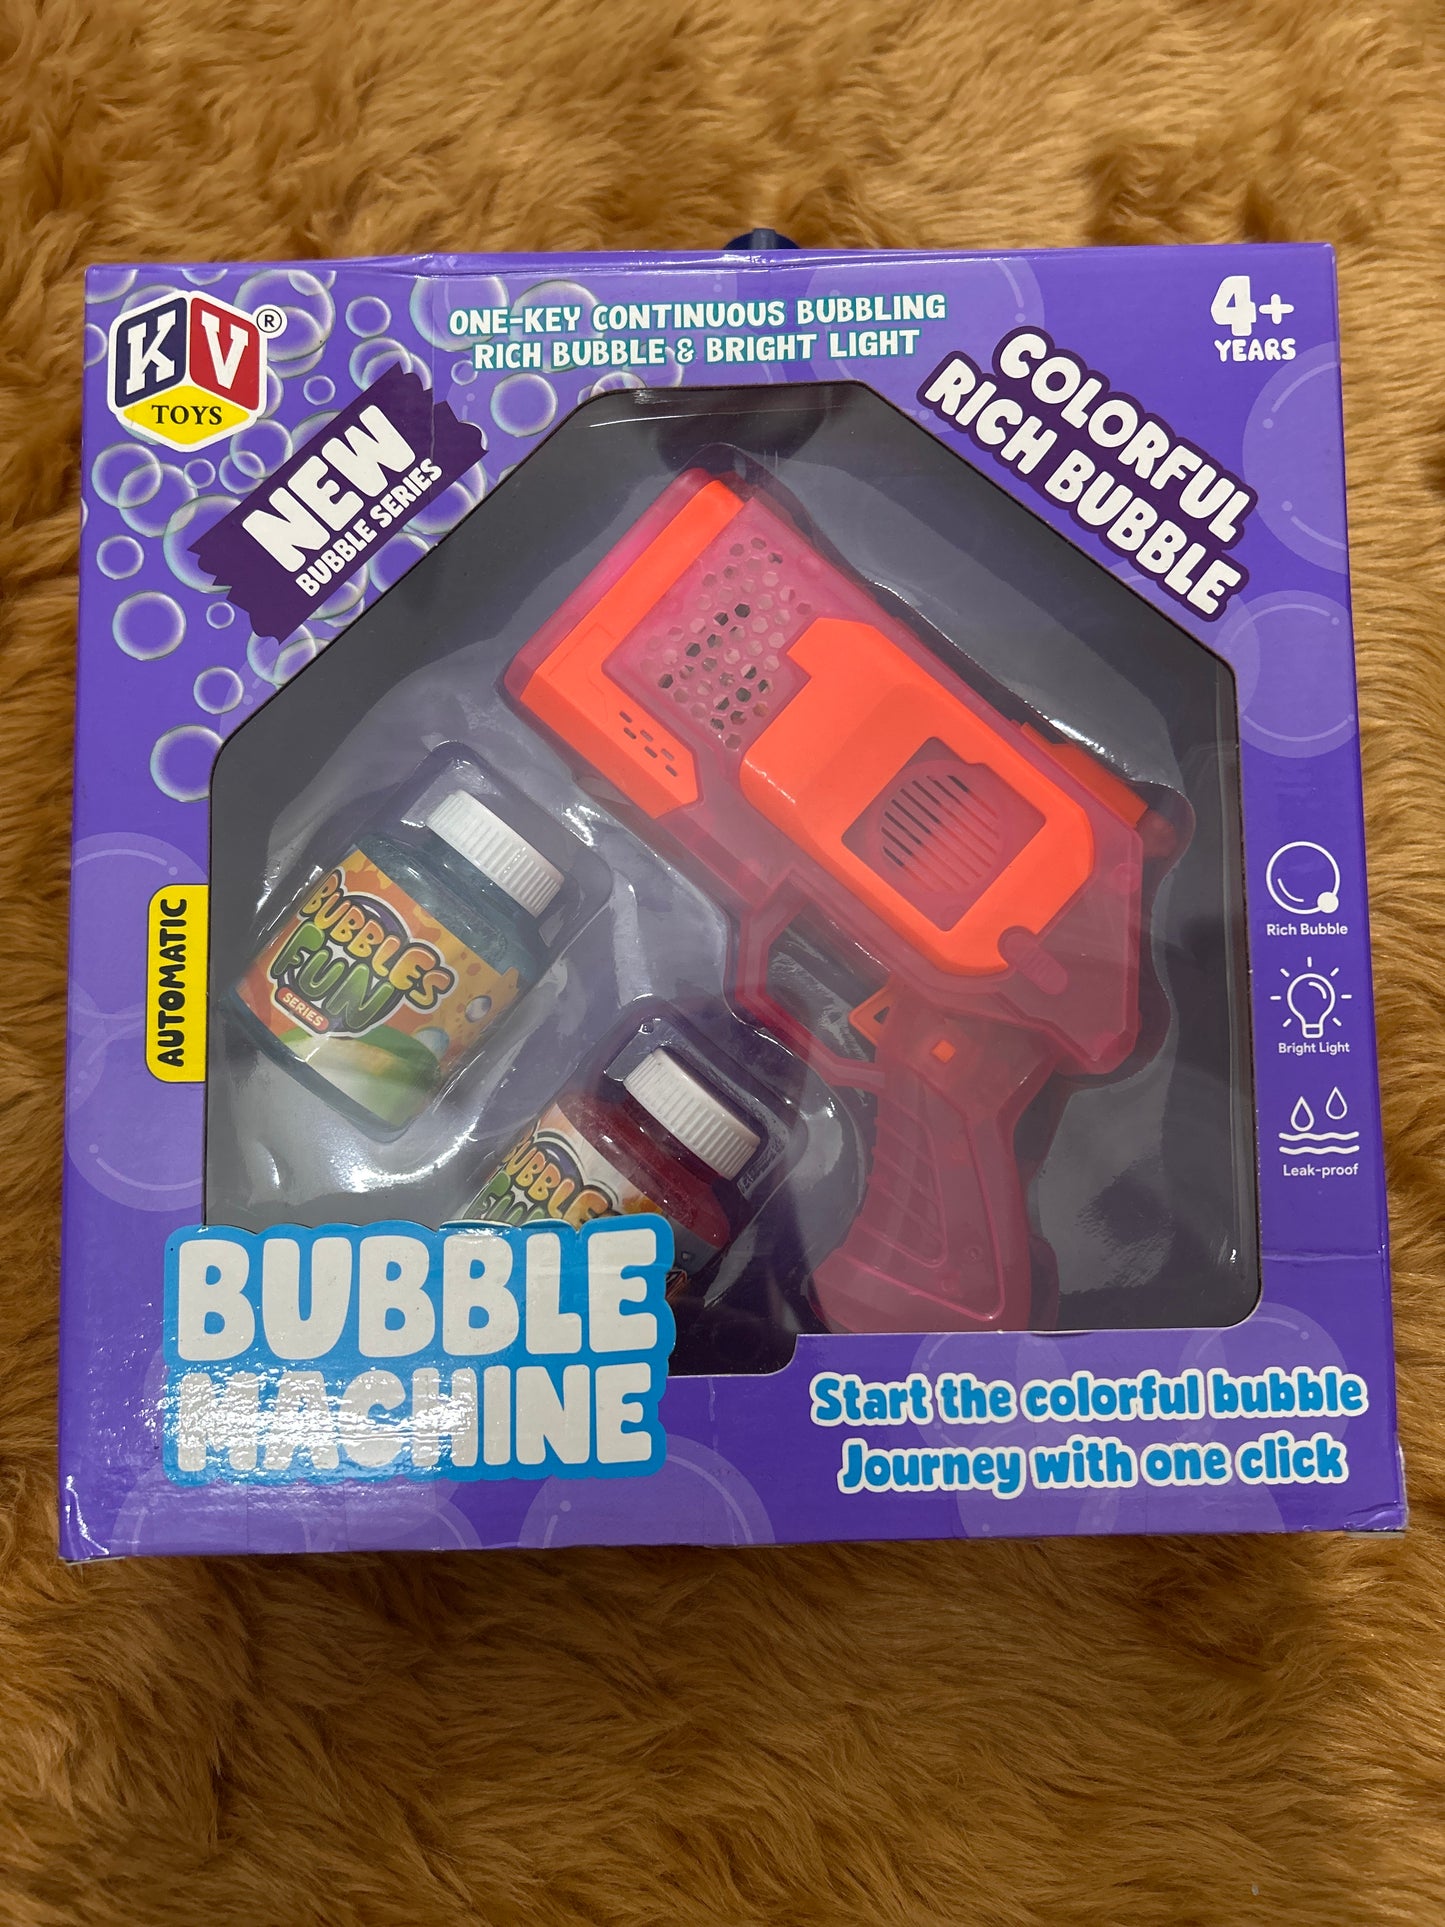 KV
®
TOYS
ONE-KEY CONTINUOUS BUBBLING
RICH BUBBLE & BRIGHT LIGHT
4+
YEARS
NEW
BUBBLE SERIES
COLORFUL
RICH BUBBLE
AUTOMATIC
BUBBLES
FUN
SERIES
BUBBLE
Rich Bubble
Bright Light
Leak-proof
BUBBLE
MACHINE
Start the colorful bubble
Journey with one click